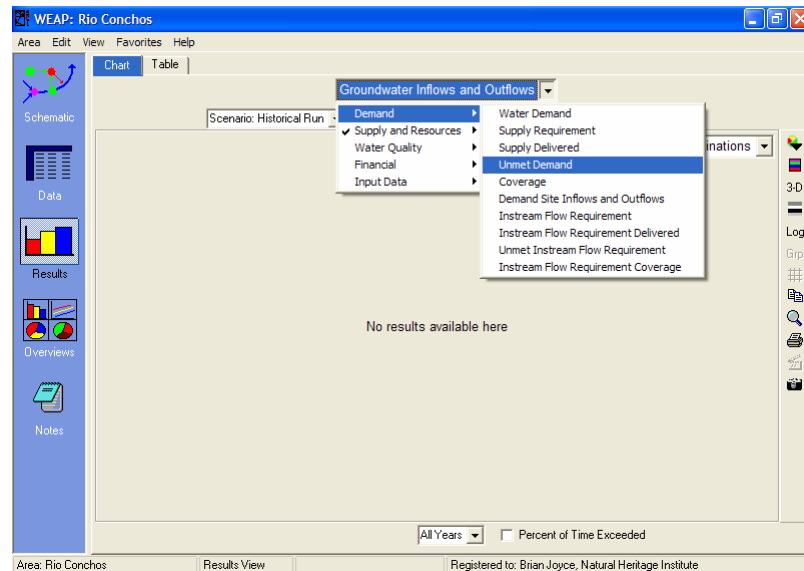 WEAP: Rio Conchos
Area Edit View Favorites Help
Chart Table
Groundwater Inflows and Outflows
Schematic
Scenario: Historical Run
Demand
Supply and Resources
Water Quality
Financial
Input Data
Water Demand
Supply Requirement
Supply Delivered
Unmet Demand
Coverage
Demand Site Inflows and Outflows
Instream Flow Requirement
Instream Flow Requirement Delivered
Unmet Instream Flow Requirement
Instream Flow Requirement Coverage
inations
3-D
Log
Grp
Data
Results
Overviews
Notes
No results available here
All Years
Percent of Time Exceeded
Area: Rio Conchos
Results View
Registered to: Brian Joyce, Natural Heritage Institute